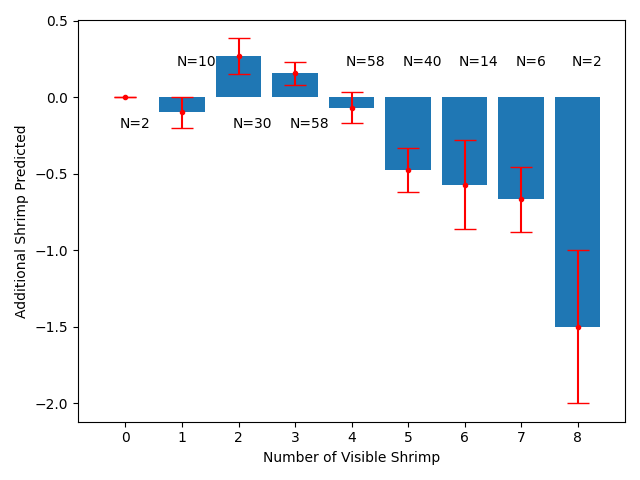 0.5
0.0
−0.5
−1.0
−1.5
−2.0
Additional Shrimp Predicted
N=10 N=58 N=40 N=14 N=6 N=2
N=2 N=30 N=58
0 1 2 3 4 5 6 7 8
Number of Visible Shrimp